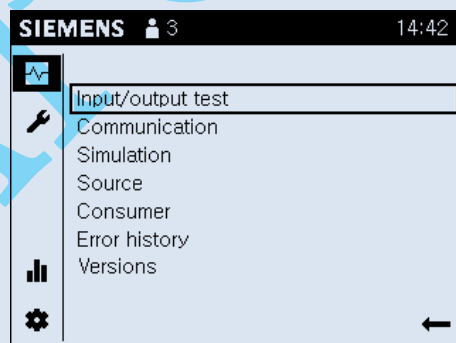 SIEMENS 3 14:42
Input/output test
Communication
Simulation
Source
Consumer
Error history
Versions